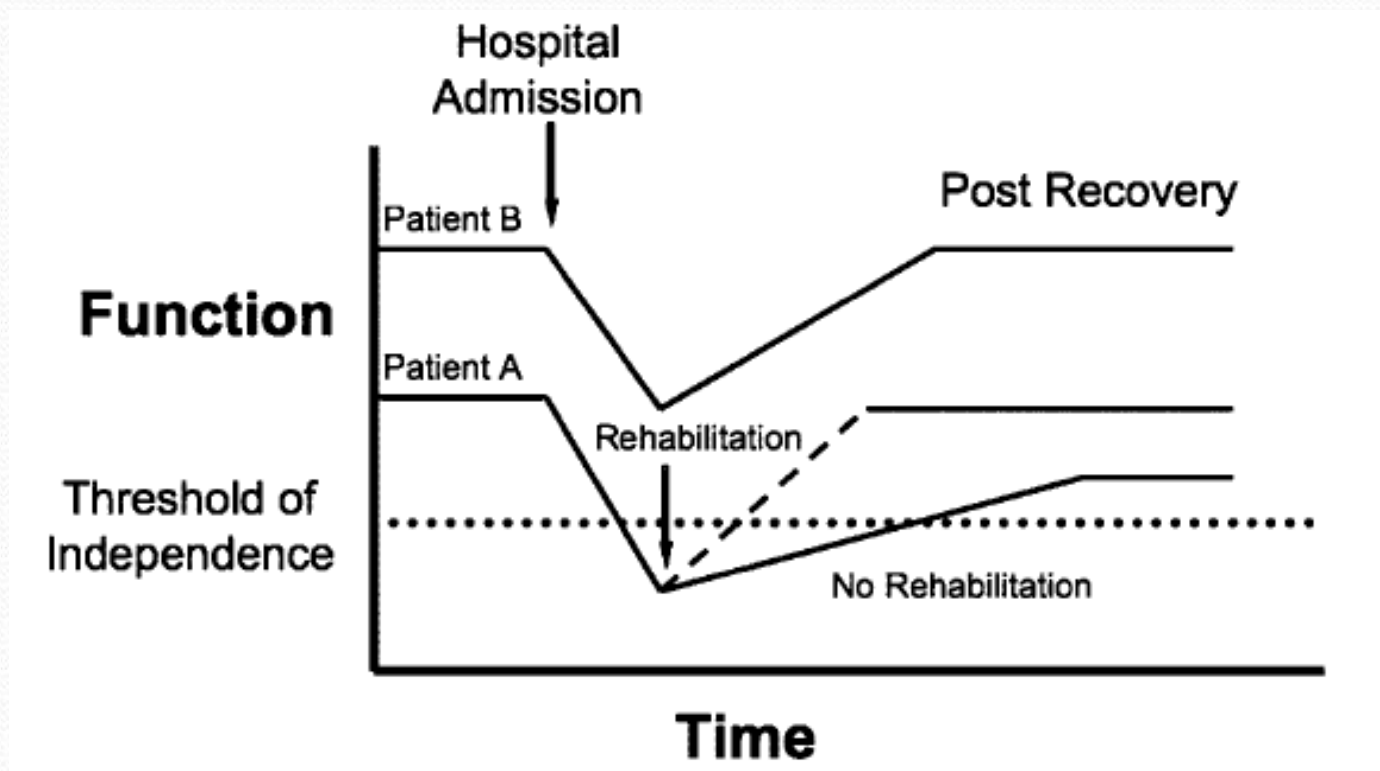 Hospital
Admission
Post Recovery
Patient B
Function
Patient A
Rehabilitation
Threshold of
Independence
No Rehabilitation
Time